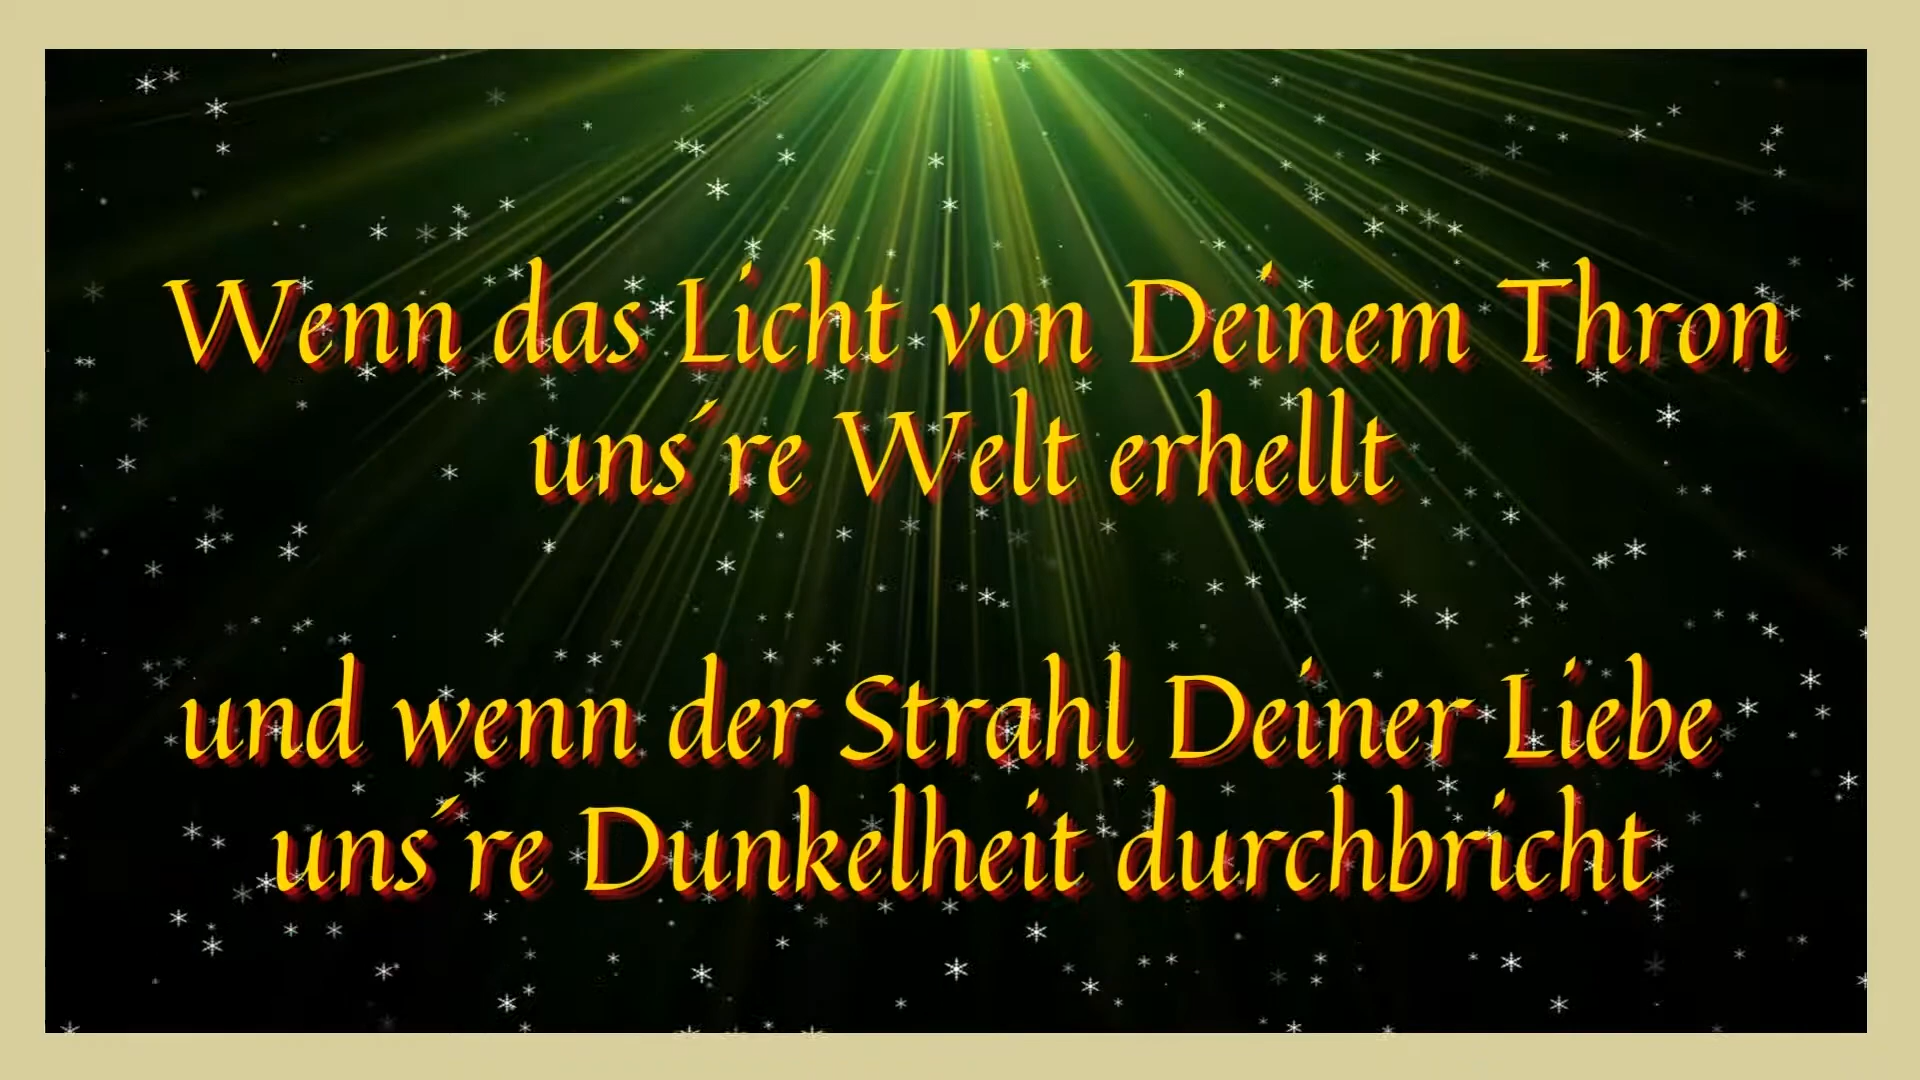 Wenn das Licht von Deinem Thron
uns´re Welt erhellt
und wenn der Strahl Deiner Liebe
uns´re Dunkelheit durchbricht